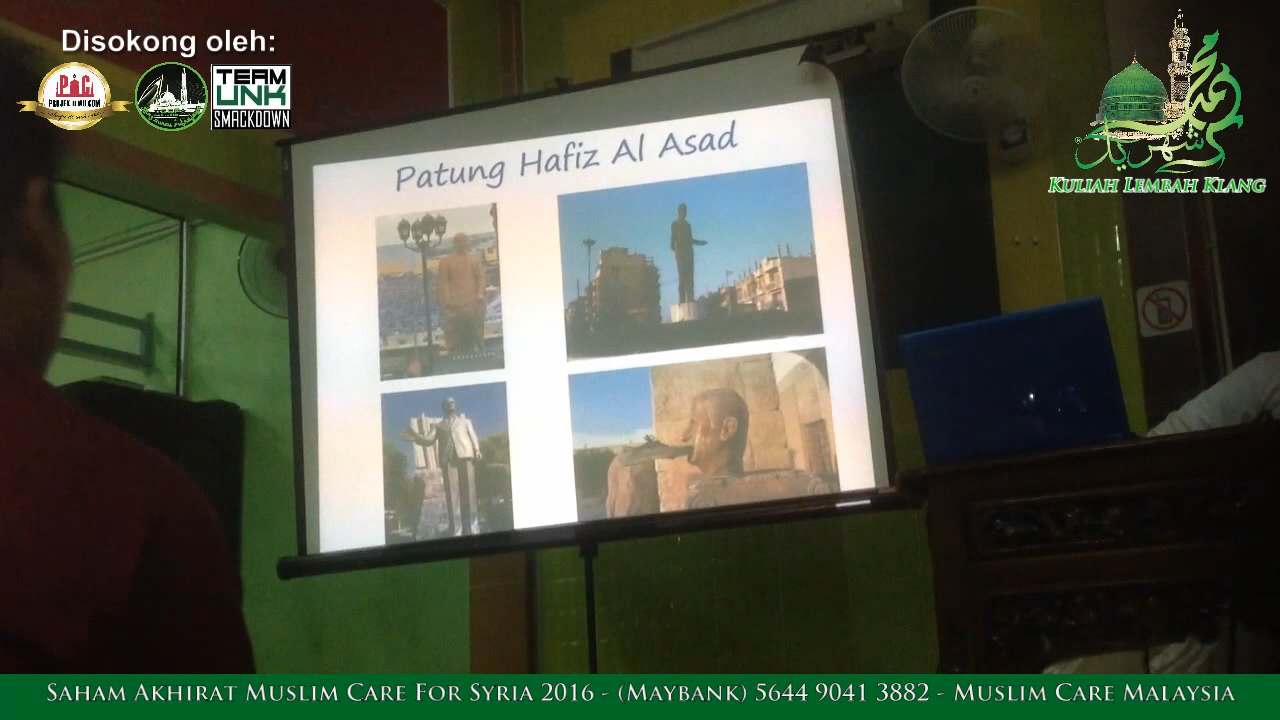 Disokong oleh:
TEAM
UNK
SMACKDOWN
KULIAH LEMBAH KLANG
Patung Hafiz Al Asad
SAHAM AKHIRAT MUSLIM CARE FOR SYRIA 2016 - (MAYBANK) 5644 9041 3882 - MUSLIM CARE MALAYSIA